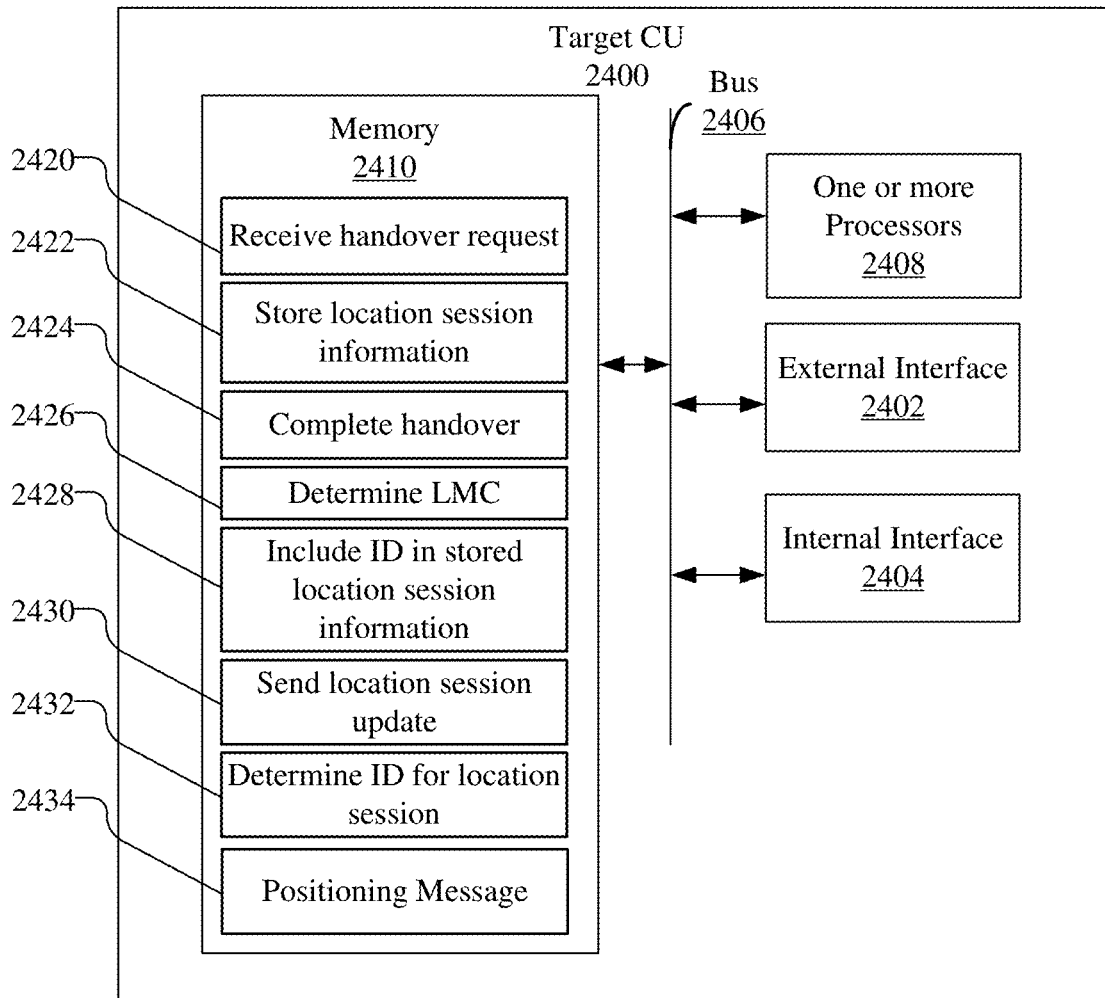 Target CU
2400
Bus
2406
Memory
2410
2420
Receive handover request
2422
Store location session
information
2424
Complete handover
2426
Determine LMC
2428
Include ID in stored
location session
information
2430
Send location session
update
2432
Determine ID for location
session
2434
Positioning Message
One or more
Processors
2408
External Interface
2402
Internal Interface
2404